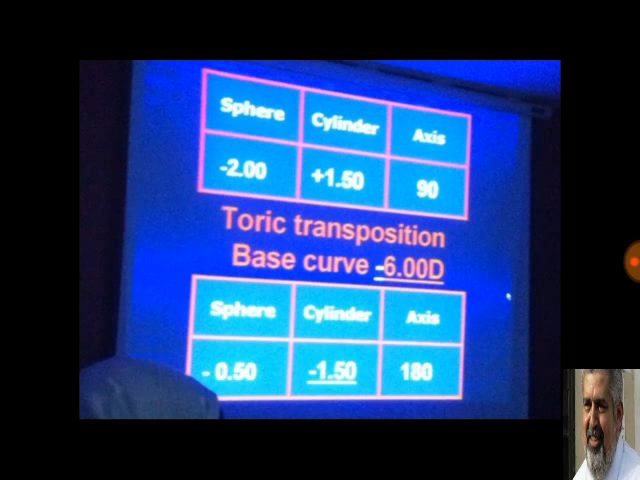 Sphere Cylinder Axis
-2.00 +1.50 90
Toric transposition
Base curve -6.00D
Sphere Cylinder Axis
- 0.50 -1.50 180